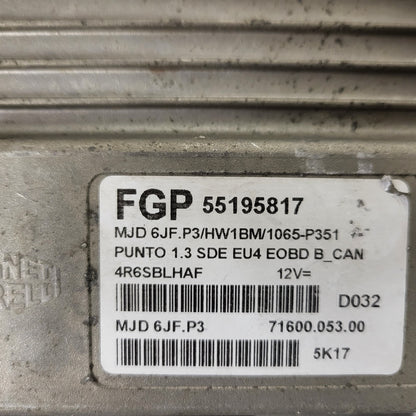 FGP 55195817
MJD 6JF.P3/HW1BM/1065-P351
PUNTO 1.3 SDE EU4 EOBD B_CAN
4R6SBLHAF 12V=
D032
MJD 6JF.P3 71600.053.00
5K17